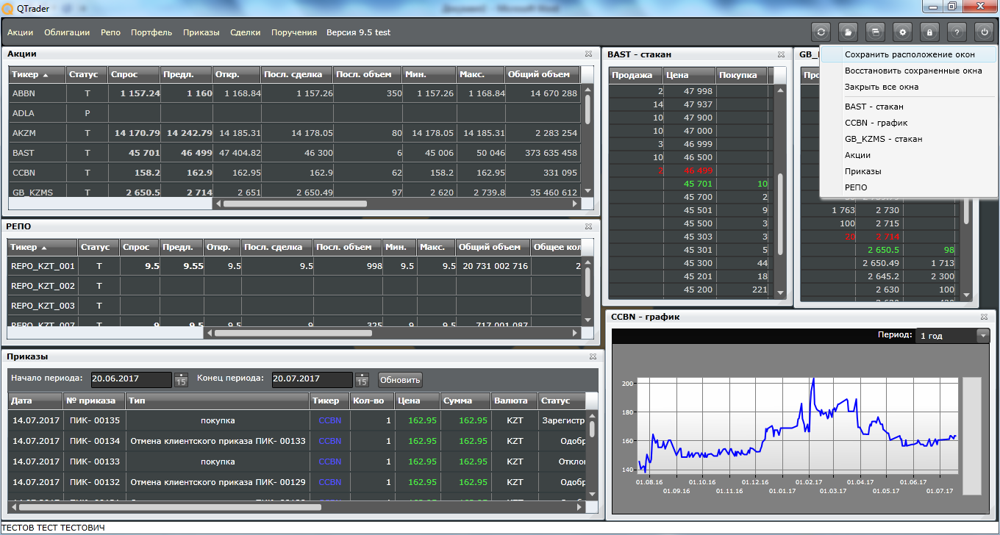 QTrader
Акции Облигации Репо Портфель Приказы Сделки Поручения Версия 9.5 test
Акции
Тикер Статус Спрос Предл. Откр. Посл. сделка Посл. объем Мин. Макс. Общий объем
ABBN T 1 157.24 1 160 1 168.84 1 157.26 350 1 157.26 1 168.84 14 670 288
ADLA P
AKZM T 14 170.79 14 242.79 14 185.31 14 178.05 80 14 178.05 14 185.31 2 283 254
BAST T 45 701 46 499 47 404.82 46 300 6 45 006 50 046 373 635 458
CCBN T 158.2 162.9 162.95 162.9 62 158.2 162.95 331 095
GB_KZMS T 2 650.5 2 714 2 651 2 650.49 97 2 620 2 739.8 35 460 612
BAST - стакан
Продажа Цена Покупка
2 47 998
14 47 937
10 47 900
10 47 000
3 46 999
10 46 500
2 46 499
45 701 10
45 700 2
45 501 9
45 500 3
45 303 3
45 301 5
45 300 44
45 201 18
45 200 221
GB_
Про
Сохранить расположение окон
Восстановить сохраненные окна
Закрыть все окна
BAST - стакан
CCBN - график
GB_KZMS - стакан
Акции
Приказы
РЕПО
1 763 2 730
100 2 715
20 2 714
2 650.5 98
2 650.49 1 713
2 645.2 2 300
2 630 100
РЕПО
Тикер Статус Спрос Предл. Откр. Посл. сделка Посл. объем Мин. Макс. Общий объем Общее кол
REPO_KZT_001 T 9.5 9.55 9.5 9.5 998 9.5 9.5 20 731 002 716 2
REPO_KZT_002 T
REPO_KZT_003 T
REPO_KZT_007 T 9 9.5 9.5 9 325 9 9.5 717 001 087
Приказы
Начало периода: 20.06.2017 15 Конец периода: 20.07.2017 15 Обновить
Дата № приказа Тип Тикер Кол-во Цена Сумма Валюта Статус
14.07.2017 ПИК- 00135 покупка CCBN 1 162.95 162.95 KZT Зарегистр
14.07.2017 ПИК- 00134 Отмена клиентского приказа ПИК- 00133 CCBN 1 162.95 162.95 KZT Одобр
14.07.2017 ПИК- 00133 покупка CCBN 1 162.95 162.95 KZT Отклон
14.07.2017 ПИК- 00132 Отмена клиентского приказа ПИК- 00129 CCBN 1 162.95 162.95 KZT Одобр
CCBN - график
Период: 1 год
200
180
160
140
01.08.16 01.10.16 01.12.16 01.02.17 01.04.17 01.06.17
01.09.16 01.11.16 01.01.17 01.03.17 01.05.17 01.07.17
ТЕСТОВ ТЕСТ ТЕСТОВИЧ